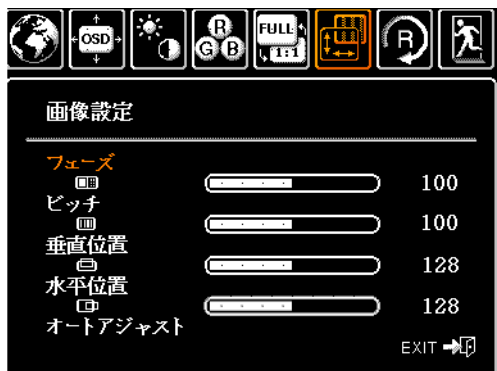 OSD
R
G B
FULL
1:1
R
画像設定
フェーズ
100
ピッチ
100
垂直位置
128
水平位置
128
オートアジャスト
EXIT